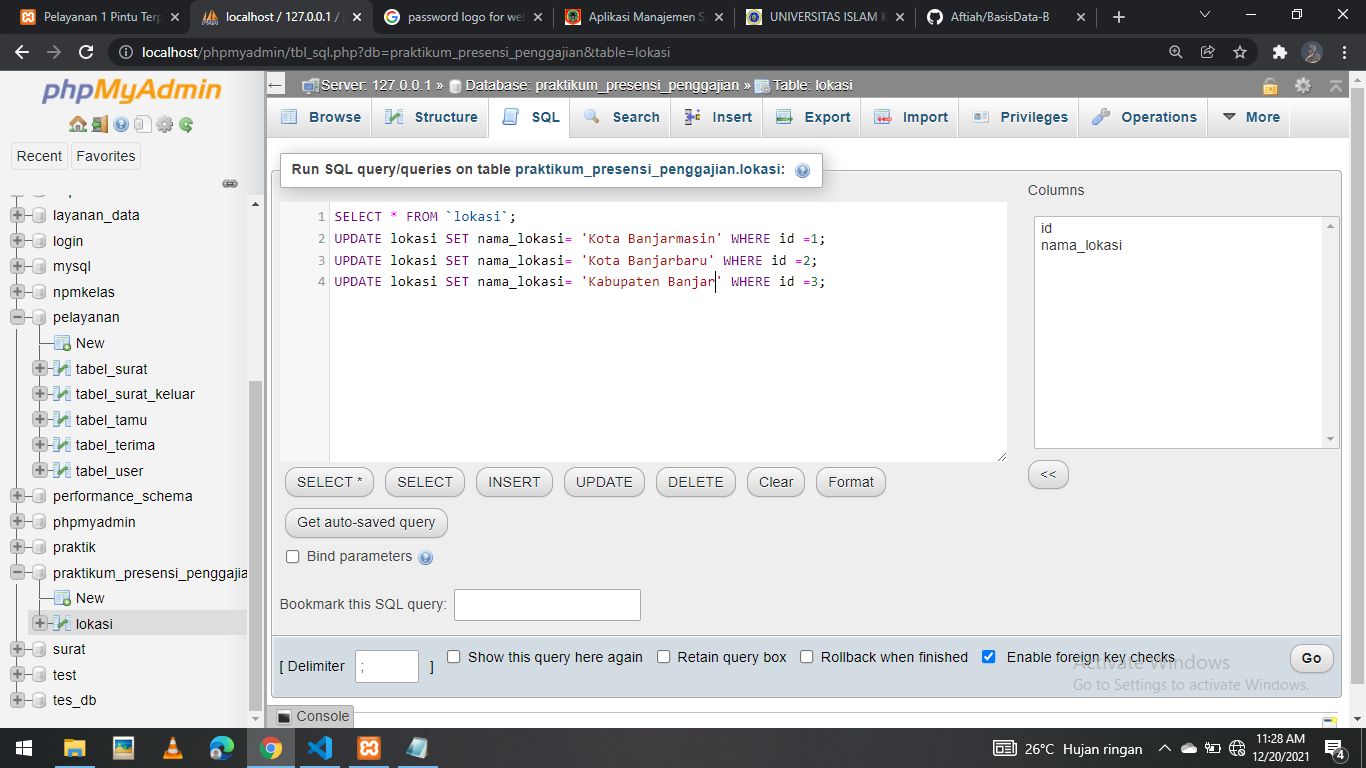 Pelayanan 1 Pintu Terp
localhost / 127.0.0.1 /
password logo for we
Aplikasi Manajemen S
UNIVERSITAS ISLAM K
Aftiah/BasisData-B
localhost/phpmyadmin/tbl_sql.php?db=praktikum_presensi_penggajian&table=lokasi
phpMyAdmin
Recent
Favorites
layanan_data
login
mysql
npmkelas
pelayanan
New
tabel_surat
tabel_surat_keluar
tabel_tamu
tabel_terima
tabel_user
performance_schema
phpmyadmin
praktik
praktikum_presensi_penggajia
New
lokasi
surat
test
tes_db
Server: 127.0.0.1 » Database: praktikum_presensi_penggajian » Table: lokasi
Browse
Structure
SQL
Search
Insert
Export
Import
Privileges
Operations
More
Run SQL query/queries on table praktikum_presensi_penggajian.lokasi:
1 SELECT * FROM `lokasi`;
2 UPDATE lokasi SET nama_lokasi= 'Kota Banjarmasin' WHERE id =1;
3 UPDATE lokasi SET nama_lokasi= 'Kota Banjarbaru' WHERE id =2;
4 UPDATE lokasi SET nama_lokasi= 'Kabupaten Banjar' WHERE id =3;
Columns
id
nama_lokasi
<<
SELECT *
SELECT
INSERT
UPDATE
DELETE
Clear
Format
Get auto-saved query
Bind parameters
Bookmark this SQL query:
[ Delimiter ; ]
Show this query here again
Retain query box
Rollback when finished
Enable foreign key checks
Go
Activate Windows
Go to Settings to activate Windows.
Console
26°C Hujan ringan
11:28 AM
12/20/2021
4